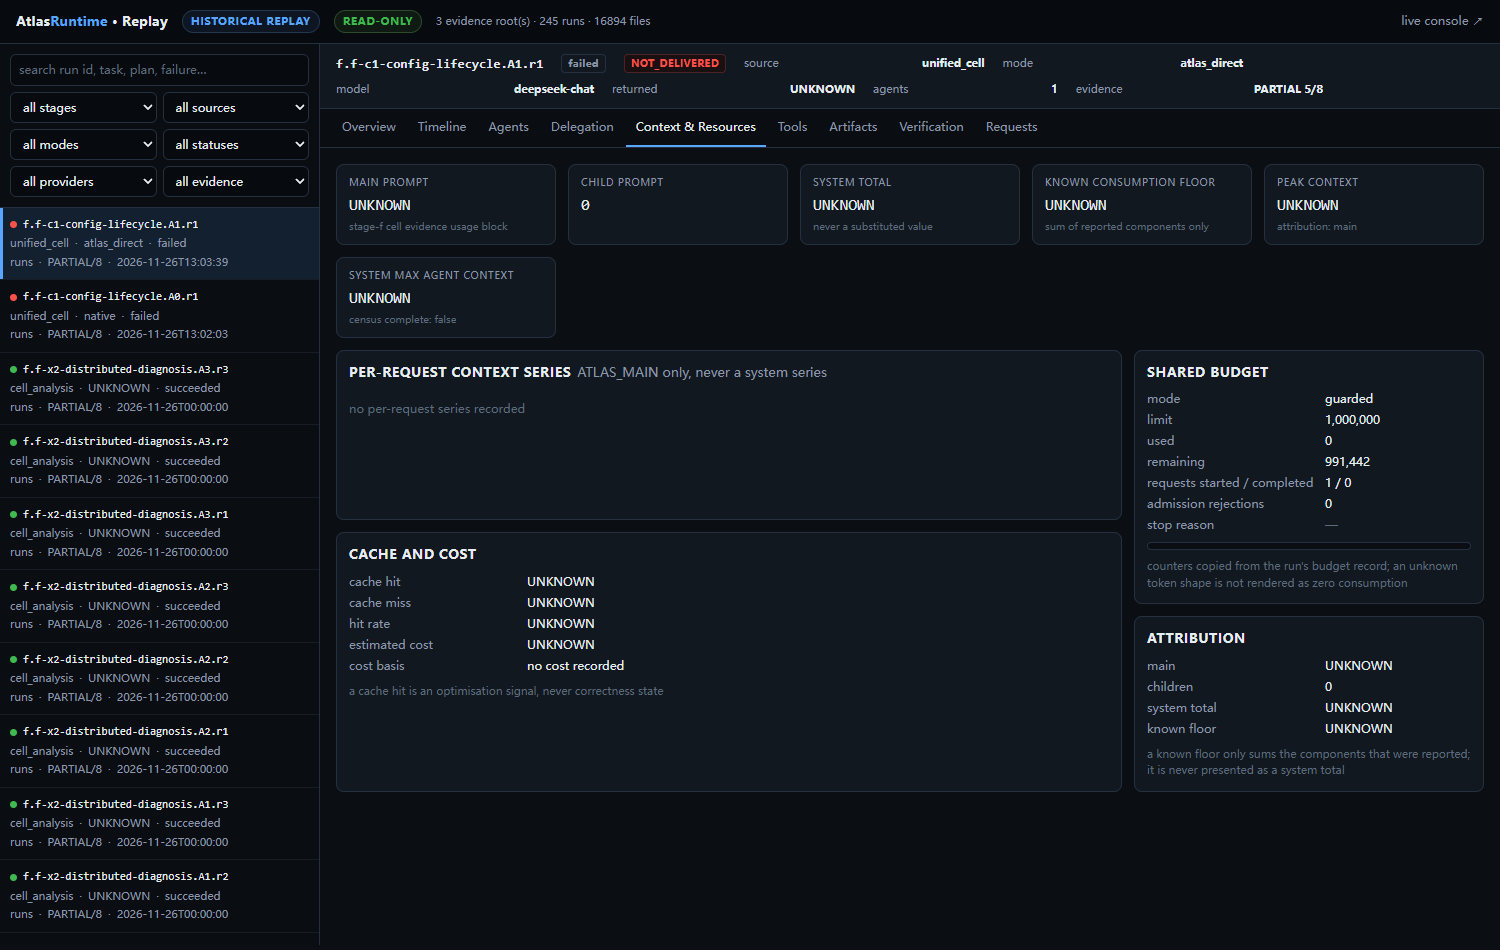 AtlasRuntime • Replay HISTORICAL REPLAY READ-ONLY 3 evidence root(s) · 245 runs · 16894 files live console ↗
search run id, task, plan, failure...
all stages all sources
all modes all statuses
all providers all evidence
f.f-c1-config-lifecycle.A1.r1
unified_cell · atlas_direct · failed
runs · PARTIAL/8 · 2026-11-26T13:03:39
f.f-c1-config-lifecycle.A0.r1
unified_cell · native · failed
runs · PARTIAL/8 · 2026-11-26T13:02:03
f.f-x2-distributed-diagnosis.A3.r3
cell_analysis · UNKNOWN · succeeded
runs · PARTIAL/8 · 2026-11-26T00:00:00
f.f-x2-distributed-diagnosis.A3.r2
cell_analysis · UNKNOWN · succeeded
runs · PARTIAL/8 · 2026-11-26T00:00:00
f.f-x2-distributed-diagnosis.A3.r1
cell_analysis · UNKNOWN · succeeded
runs · PARTIAL/8 · 2026-11-26T00:00:00
f.f-x2-distributed-diagnosis.A2.r3
cell_analysis · UNKNOWN · succeeded
runs · PARTIAL/8 · 2026-11-26T00:00:00
f.f-x2-distributed-diagnosis.A2.r2
cell_analysis · UNKNOWN · succeeded
runs · PARTIAL/8 · 2026-11-26T00:00:00
f.f-x2-distributed-diagnosis.A2.r1
cell_analysis · UNKNOWN · succeeded
runs · PARTIAL/8 · 2026-11-26T00:00:00
f.f-x2-distributed-diagnosis.A1.r3
cell_analysis · UNKNOWN · succeeded
runs · PARTIAL/8 · 2026-11-26T00:00:00
f.f-x2-distributed-diagnosis.A1.r2
cell_analysis · UNKNOWN · succeeded
runs · PARTIAL/8 · 2026-11-26T00:00:00
f.f-c1-config-lifecycle.A1.r1 failed NOT_DELIVERED source unified_cell mode atlas_direct
model deepseek-chat returned UNKNOWN agents 1 evidence PARTIAL 5/8
Overview Timeline Agents Delegation Context & Resources Tools Artifacts Verification Requests
MAIN PROMPT
UNKNOWN
stage-f cell evidence usage block
CHILD PROMPT
0
SYSTEM TOTAL
UNKNOWN
never a substituted value
KNOWN CONSUMPTION FLOOR
UNKNOWN
sum of reported components only
PEAK CONTEXT
UNKNOWN
attribution: main
SYSTEM MAX AGENT CONTEXT
UNKNOWN
census complete: false
PER-REQUEST CONTEXT SERIES ATLAS_MAIN only, never a system series
no per-request series recorded
CACHE AND COST
cache hit UNKNOWN
cache miss UNKNOWN
hit rate UNKNOWN
estimated cost UNKNOWN
cost basis no cost recorded
a cache hit is an optimisation signal, never correctness state
SHARED BUDGET
mode guarded
limit 1,000,000
used 0
remaining 991,442
requests started / completed 1 / 0
admission rejections 0
stop reason —
counters copied from the run's budget record; an unknown
token shape is not rendered as zero consumption
ATTRIBUTION
main UNKNOWN
children 0
system total UNKNOWN
known floor UNKNOWN
a known floor only sums the components that were reported;
it is never presented as a system total